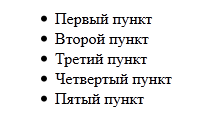 Первый пункт
Второй пункт
Третий пункт
Четвертый пункт
Пятый пункт